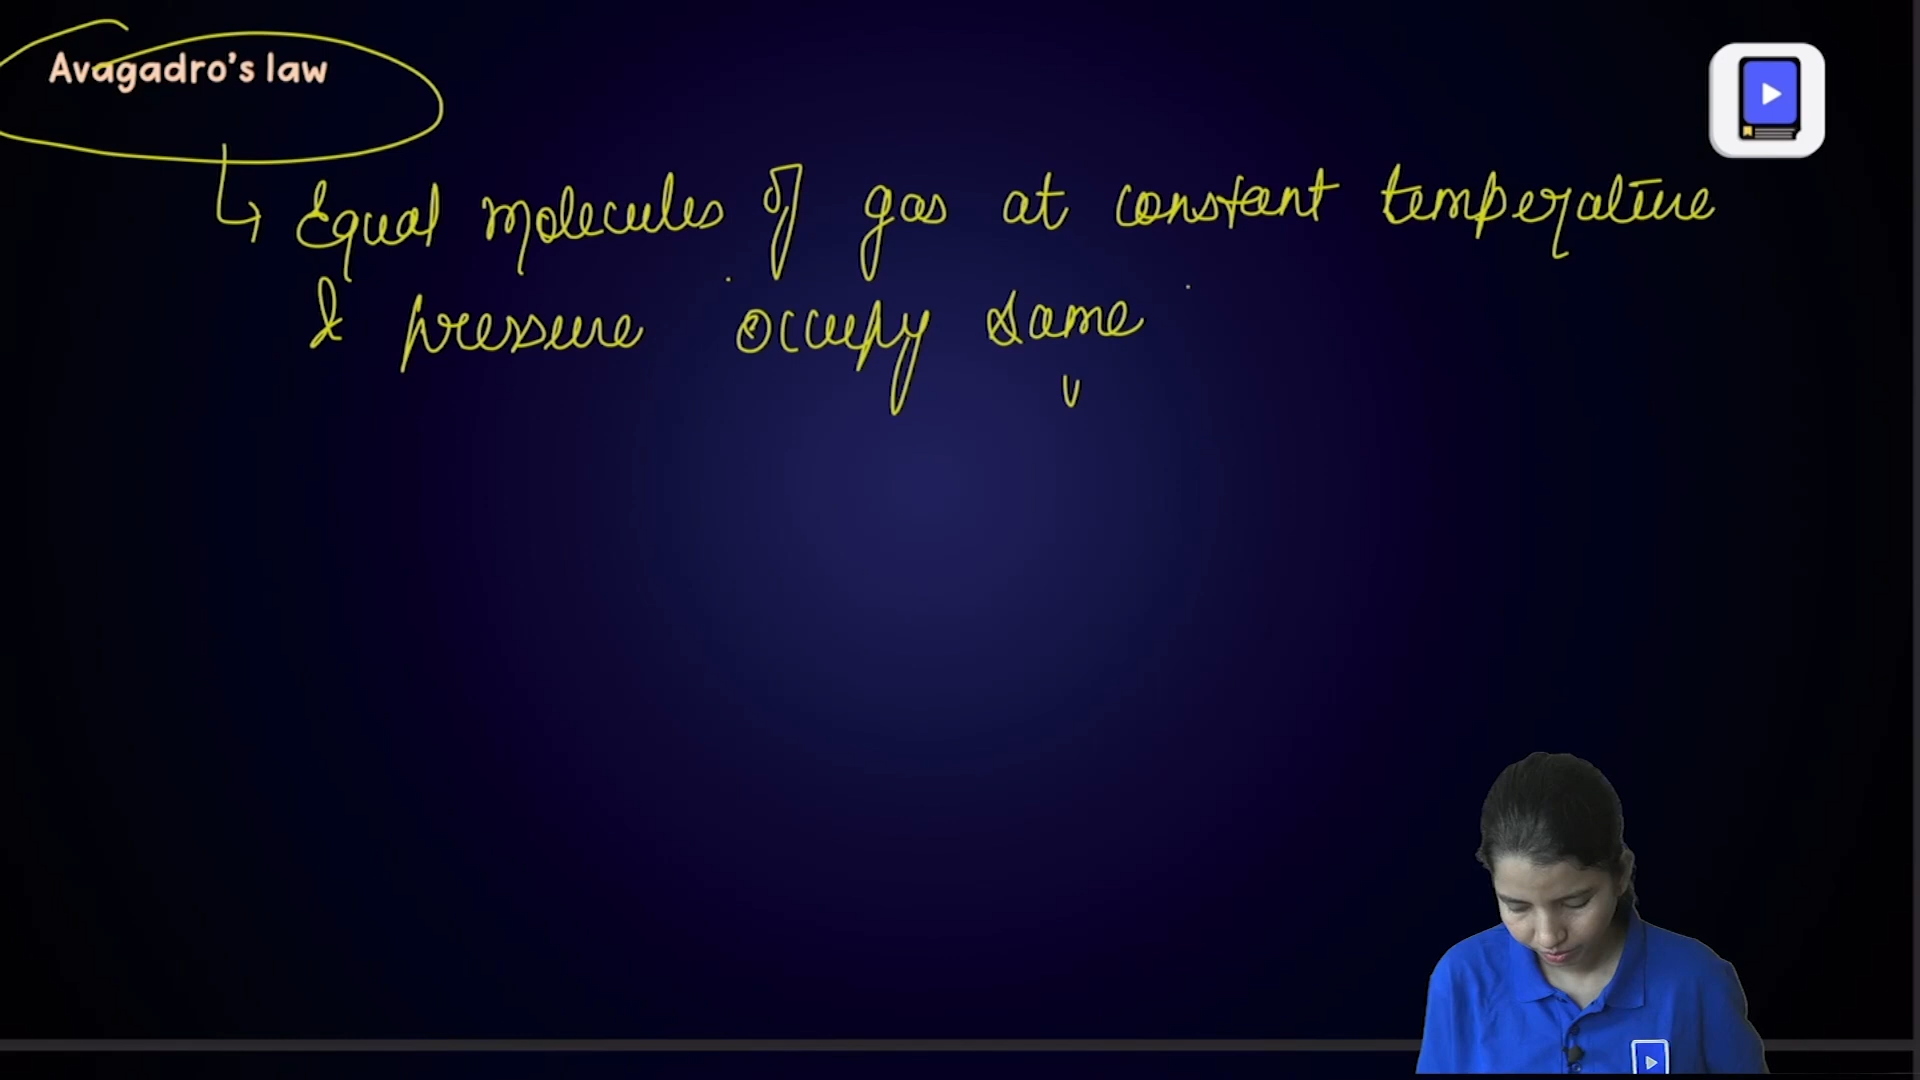 Avagadro's law
↳ Equal molecules of gas at constant temperature
& pressure occupy same
v